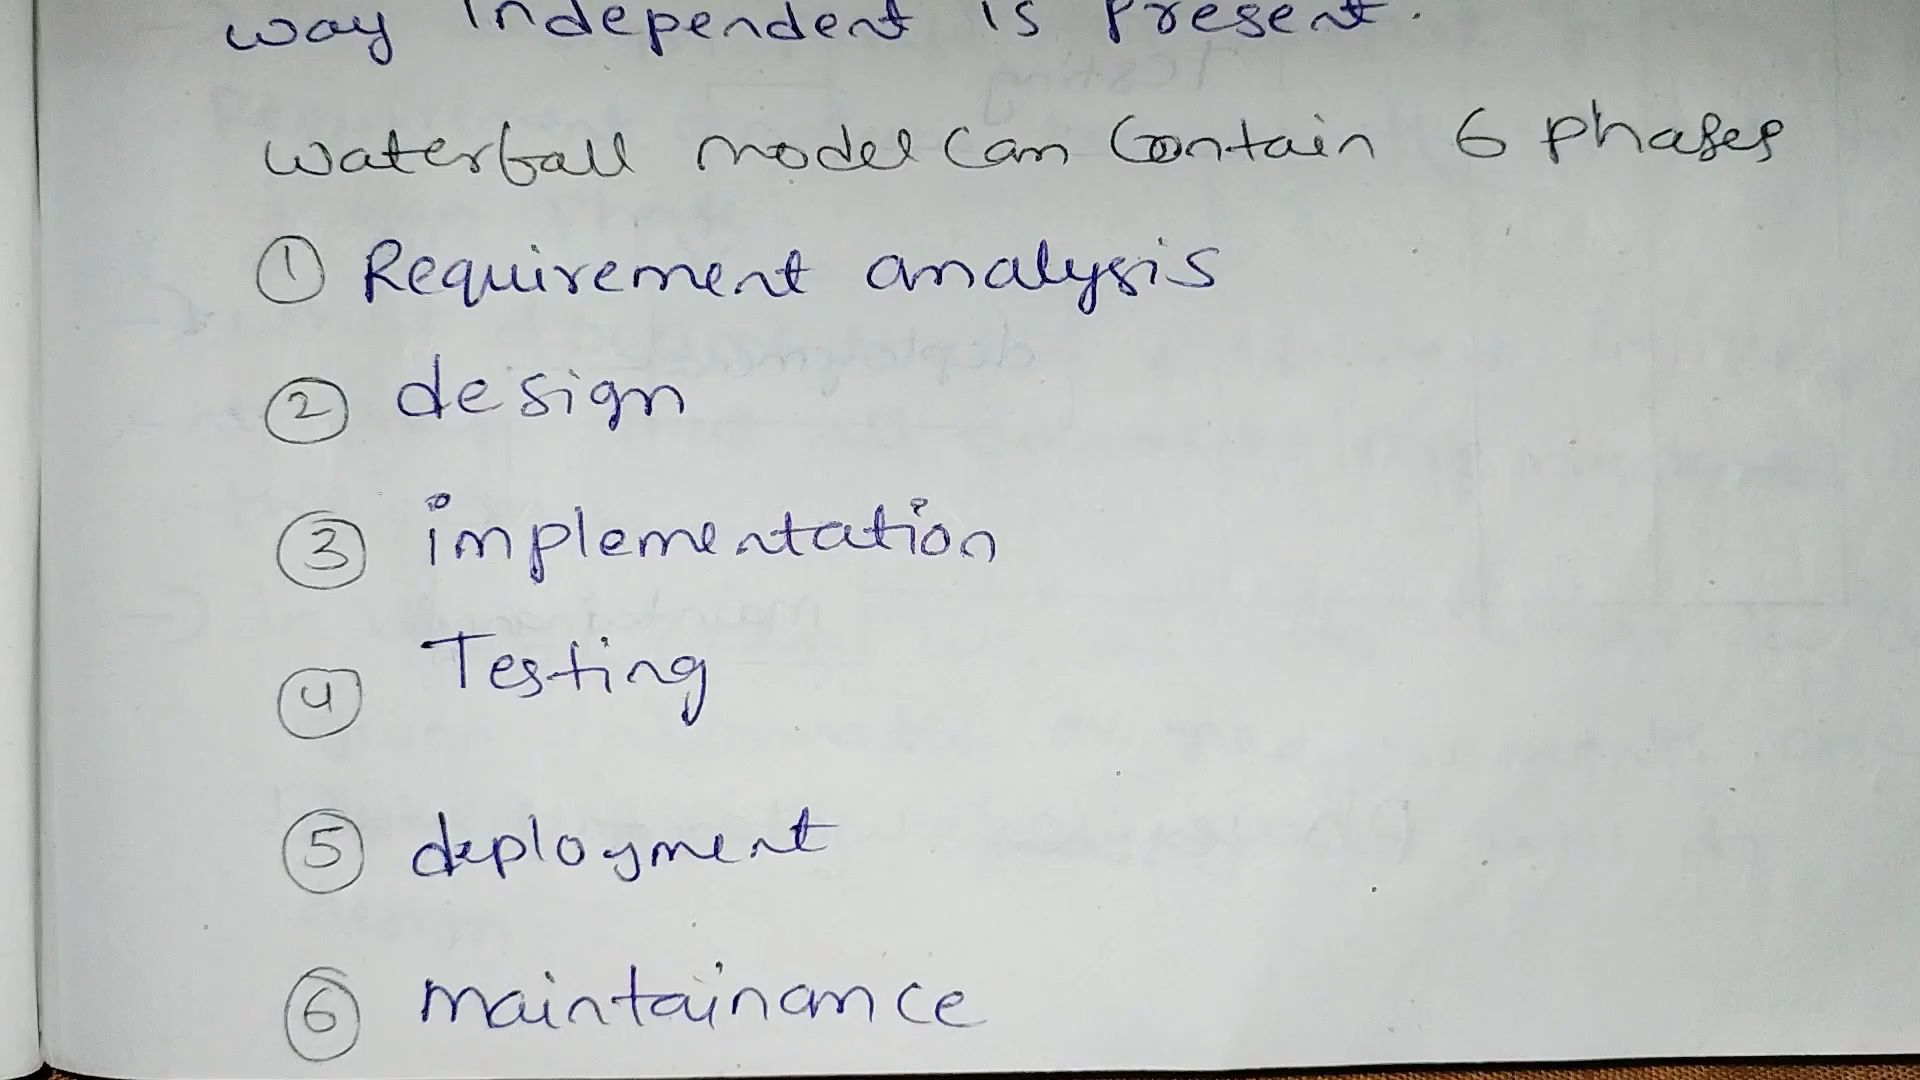 way Independent is Present.
waterfall model Can Contain 6 phases
① Requirement analysis
② design
③ implementation
④ Testing
⑤ deployment
⑥ maintainance